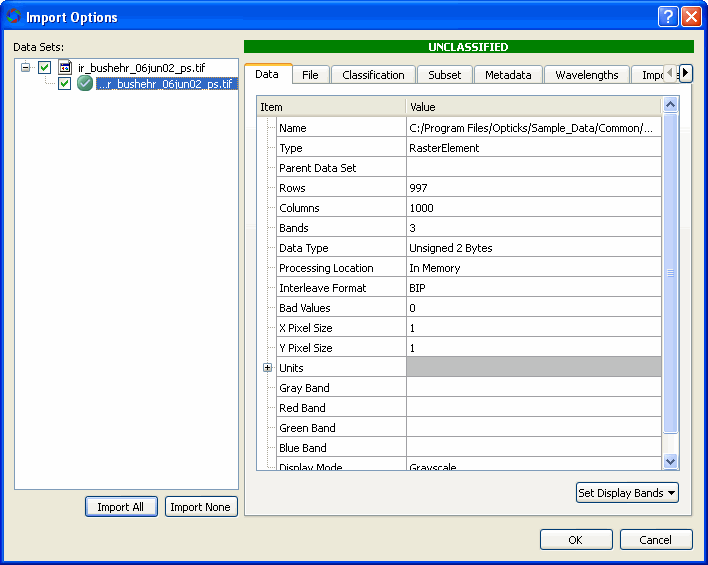 Import Options
Data Sets:
ir_bushehr_06jun02_ps.tif
...r_bushehr_06jun02_ps.tif
Import All
Import None
UNCLASSIFIED
Data File Classification Subset Metadata Wavelengths
Item Value
Name C:/Program Files/Opticks/Sample_Data/Common/...
Type RasterElement
Parent Data Set
Rows 997
Columns 1000
Bands 3
Data Type Unsigned 2 Bytes
Processing Location In Memory
Interleave Format BIP
Bad Values 0
X Pixel Size 1
Y Pixel Size 1
Units
Gray Band
Red Band
Green Band
Blue Band
Display Mode Grayscale
Set Display Bands
OK
Cancel